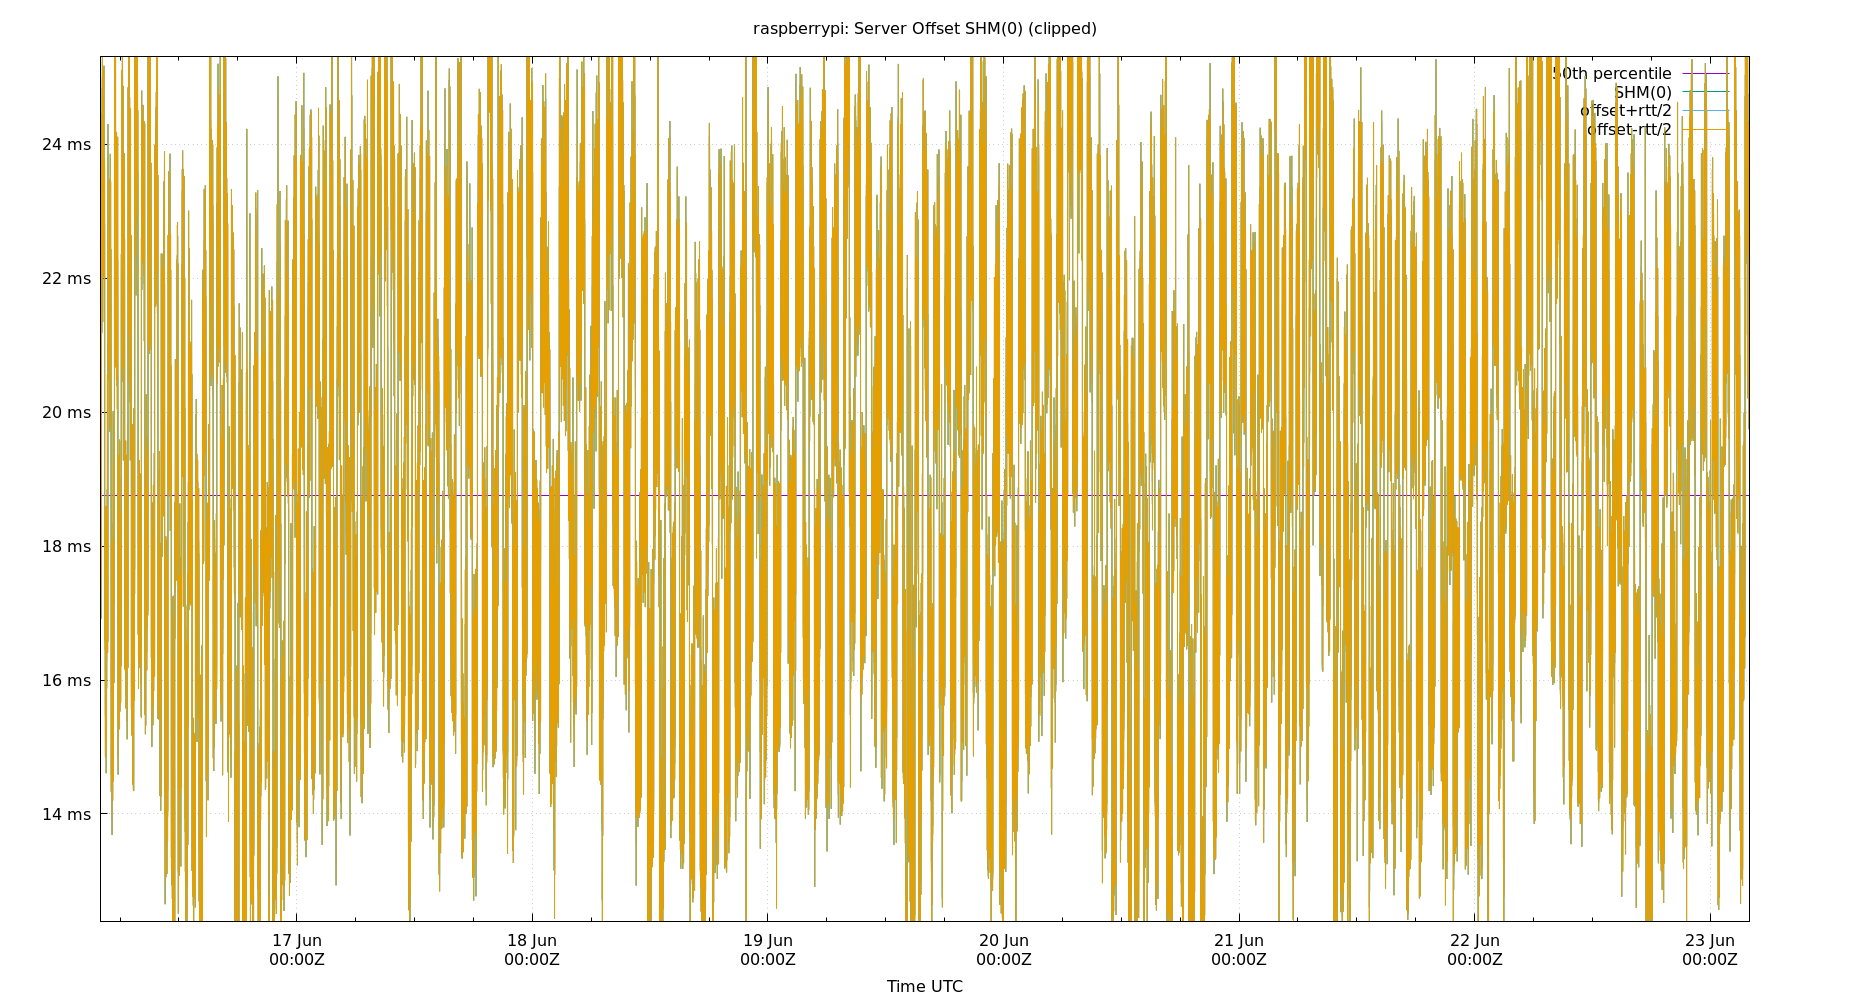 raspberrypi: Server Offset SHM(0) (clipped)
50th percentile
SHM(0)
offset+rtt/2
offset-rtt/2
24 ms
22 ms
20 ms
18 ms
16 ms
14 ms
17 Jun
00:00Z
18 Jun
00:00Z
19 Jun
00:00Z
20 Jun
00:00Z
21 Jun
00:00Z
22 Jun
00:00Z
23 Jun
00:00Z
Time UTC